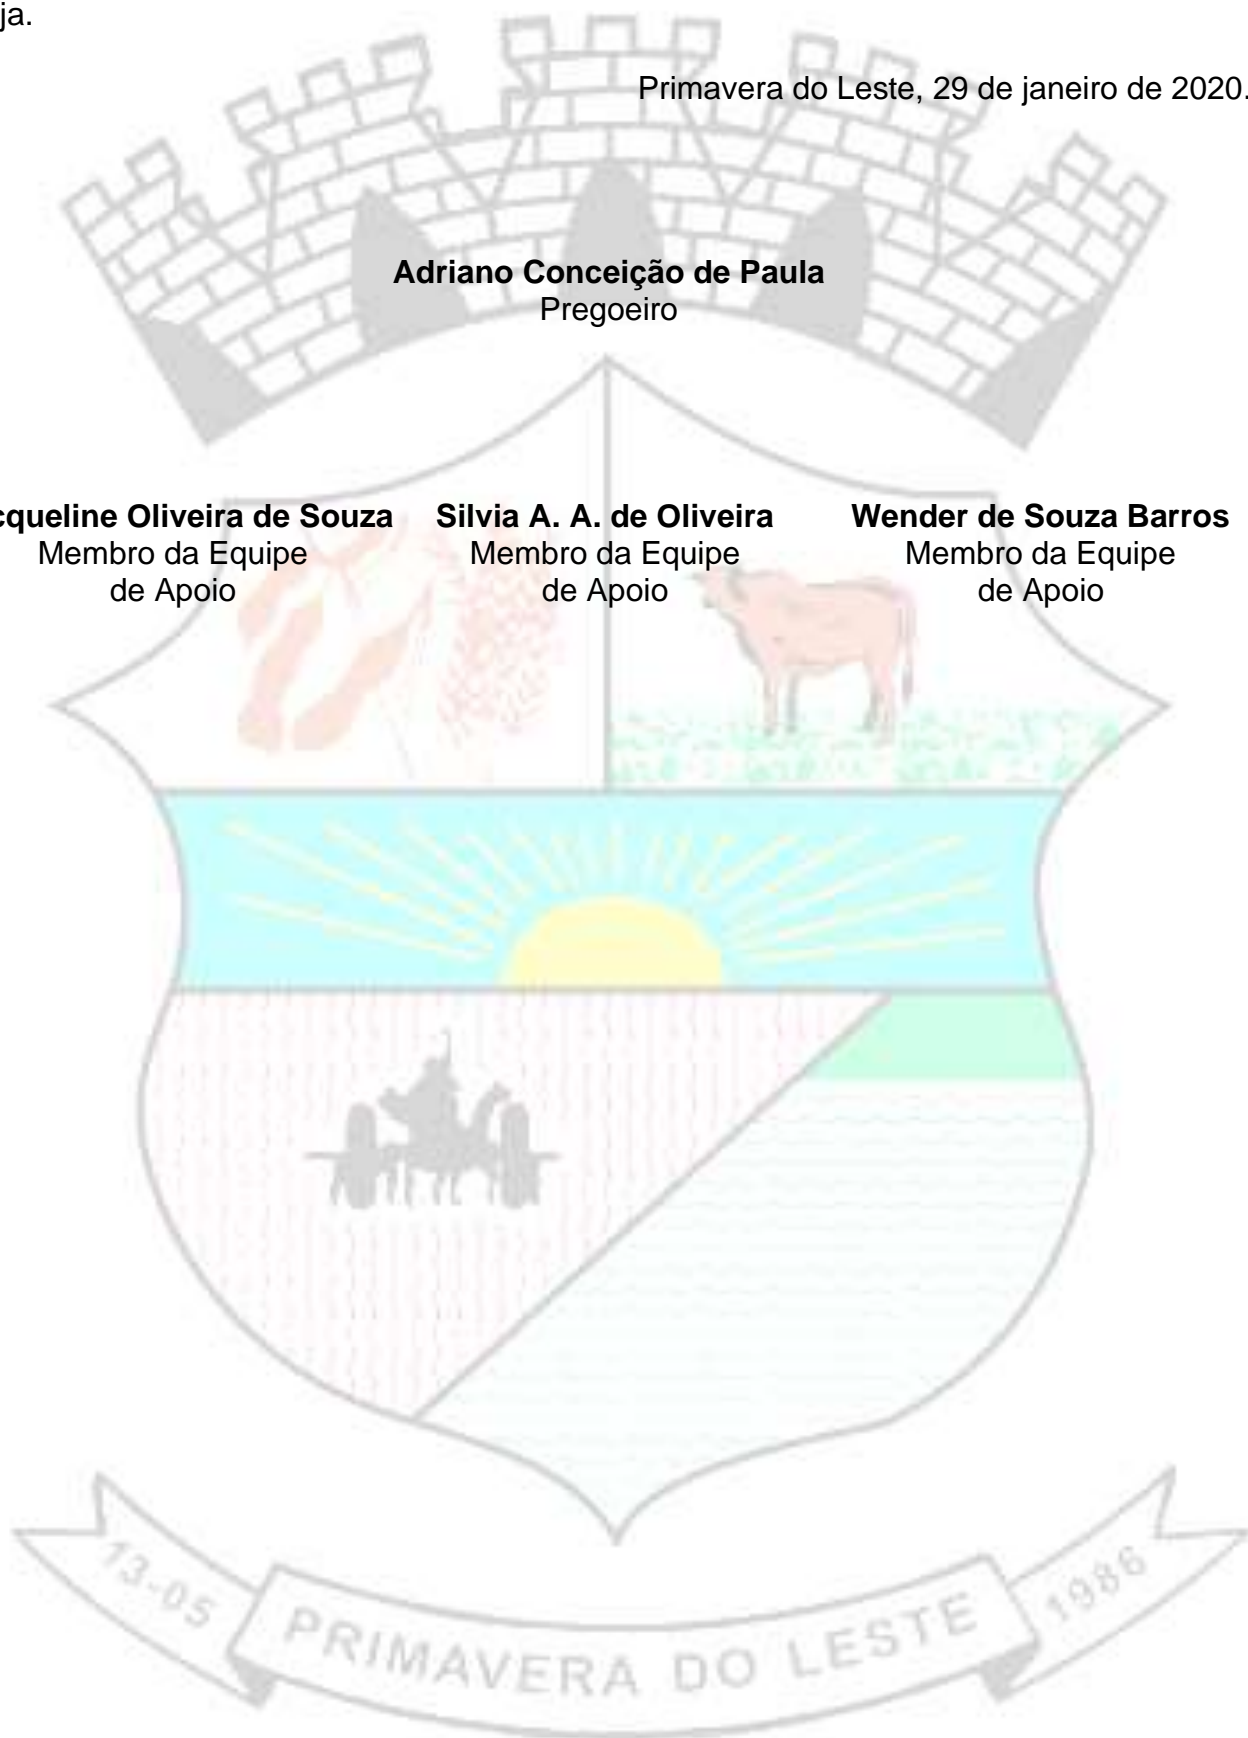 ja.
Primavera do Leste, 29 de janeiro de 2020.
Adriano Conceição de Paula
Pregoeiro
cqueline Oliveira de Souza Silvia A. A. de Oliveira Wender de Souza Barros
Membro da Equipe Membro da Equipe Membro da Equipe
de Apoio de Apoio de Apoio
13-05 PRIMAVERA DO LESTE 1986